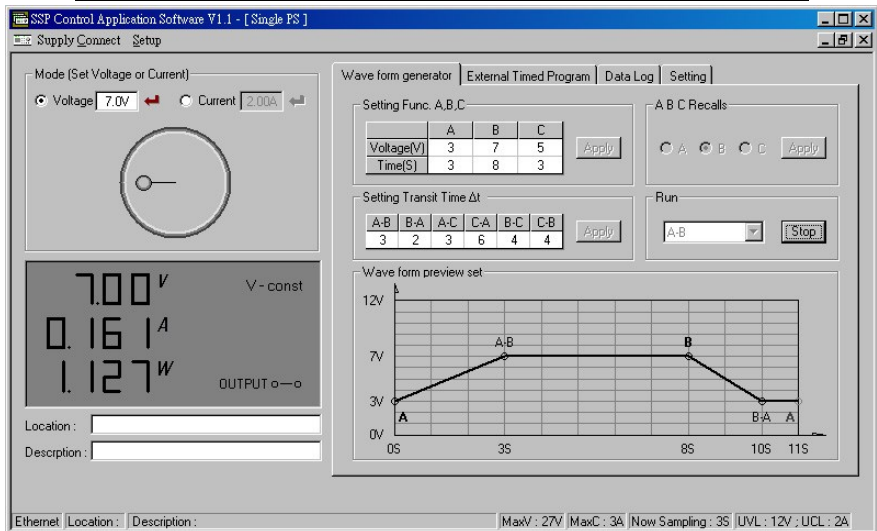 SSP Control Application Software V1.1 - [ Single PS ]
Supply Connect Setup
Mode (Set Voltage or Current)
Voltage 7.0V Current 2.00A
7.00 V V-const
0.161 A
1.127 W OUTPUT
Location :
Descrption :
Wave form generator External Timed Program Data Log Setting
Setting Func. A,B,C
A B C
Voltage(V) 3 7 5
Time(S) 3 8 3
Apply
A B C Recalls
A B C Apply
Setting Transit Time Δt
A-B B-A A-C C-A B-C C-B
3 2 3 6 4 4
Apply
Run
A-B Stop
Wave form preview set
12V
A-B B
7V
3V
A B-A A
0V
0S 3S 8S 10S 11S
Ethernet Location : Description : MaxV : 27V MaxC : 3A Now Sampling : 3S UVL : 12V ; UCL : 2A